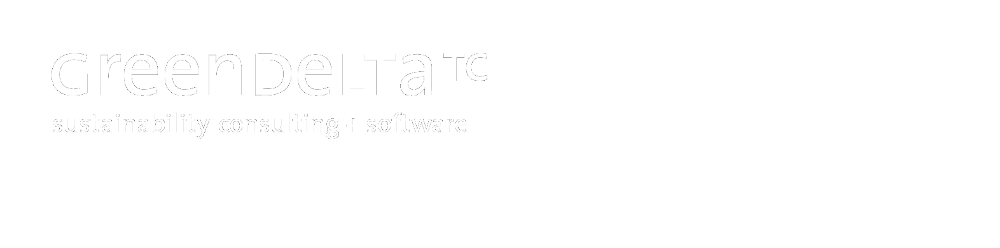 GreenDeLTa TC
sustainability consulting + software